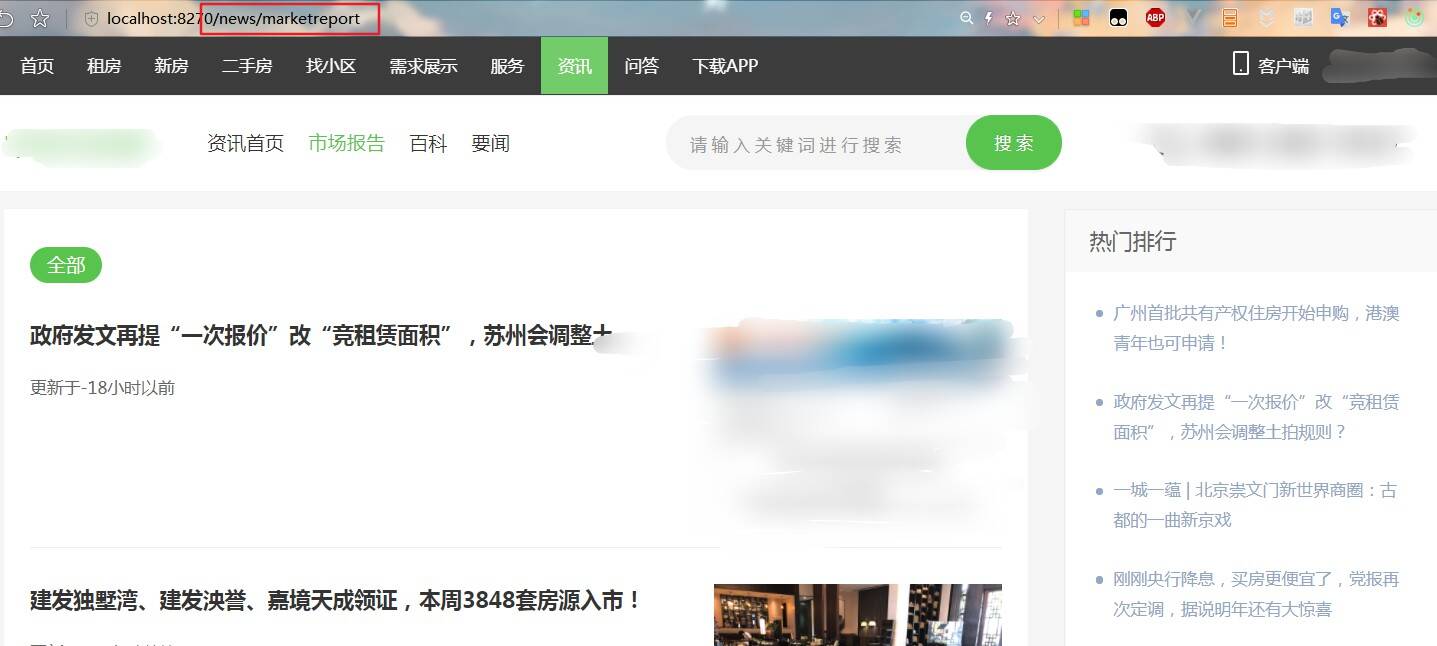 localhost:8270/news/marketreport
ABP
首页 租房 新房 二手房 找小区 需求展示 服务 资讯 问答 下载APP 客户端
资讯首页 市场报告 百科 要闻 请输入关键词进行搜索 搜索
全部
政府发文再提“一次报价”改“竞租赁面积”，苏州会调整土
更新于-18小时以前
建发独墅湾、建发泱誉、嘉境天成领证，本周3848套房源入市！
热门排行
广州首批共有产权住房开始申购，港澳
青年也可申请！
政府发文再提“一次报价”改“竞租赁
面积”，苏州会调整土拍规则？
一城一蕴 | 北京崇文门新世界商圈：古
都的一曲新京戏
刚刚央行降息，买房更便宜了，党报再
次定调，据说明年还有大惊喜